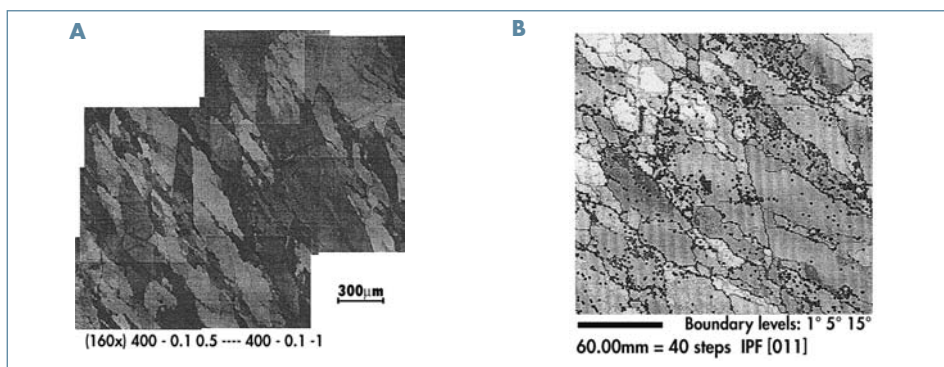 A
B
300μm
(160x) 400 - 0.1 0.5 ---- 400 - 0.1 -1
Boundary levels: 1° 5° 15°
60.00mm = 40 steps IPF [011]